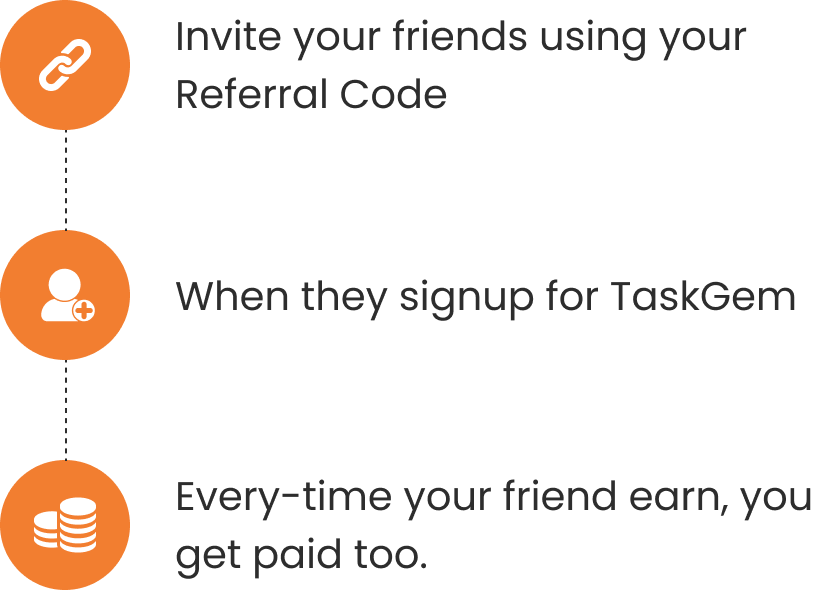 Invite your friends using your
Referral Code
When they signup for TaskGem
Every-time your friend earn, you
get paid too.